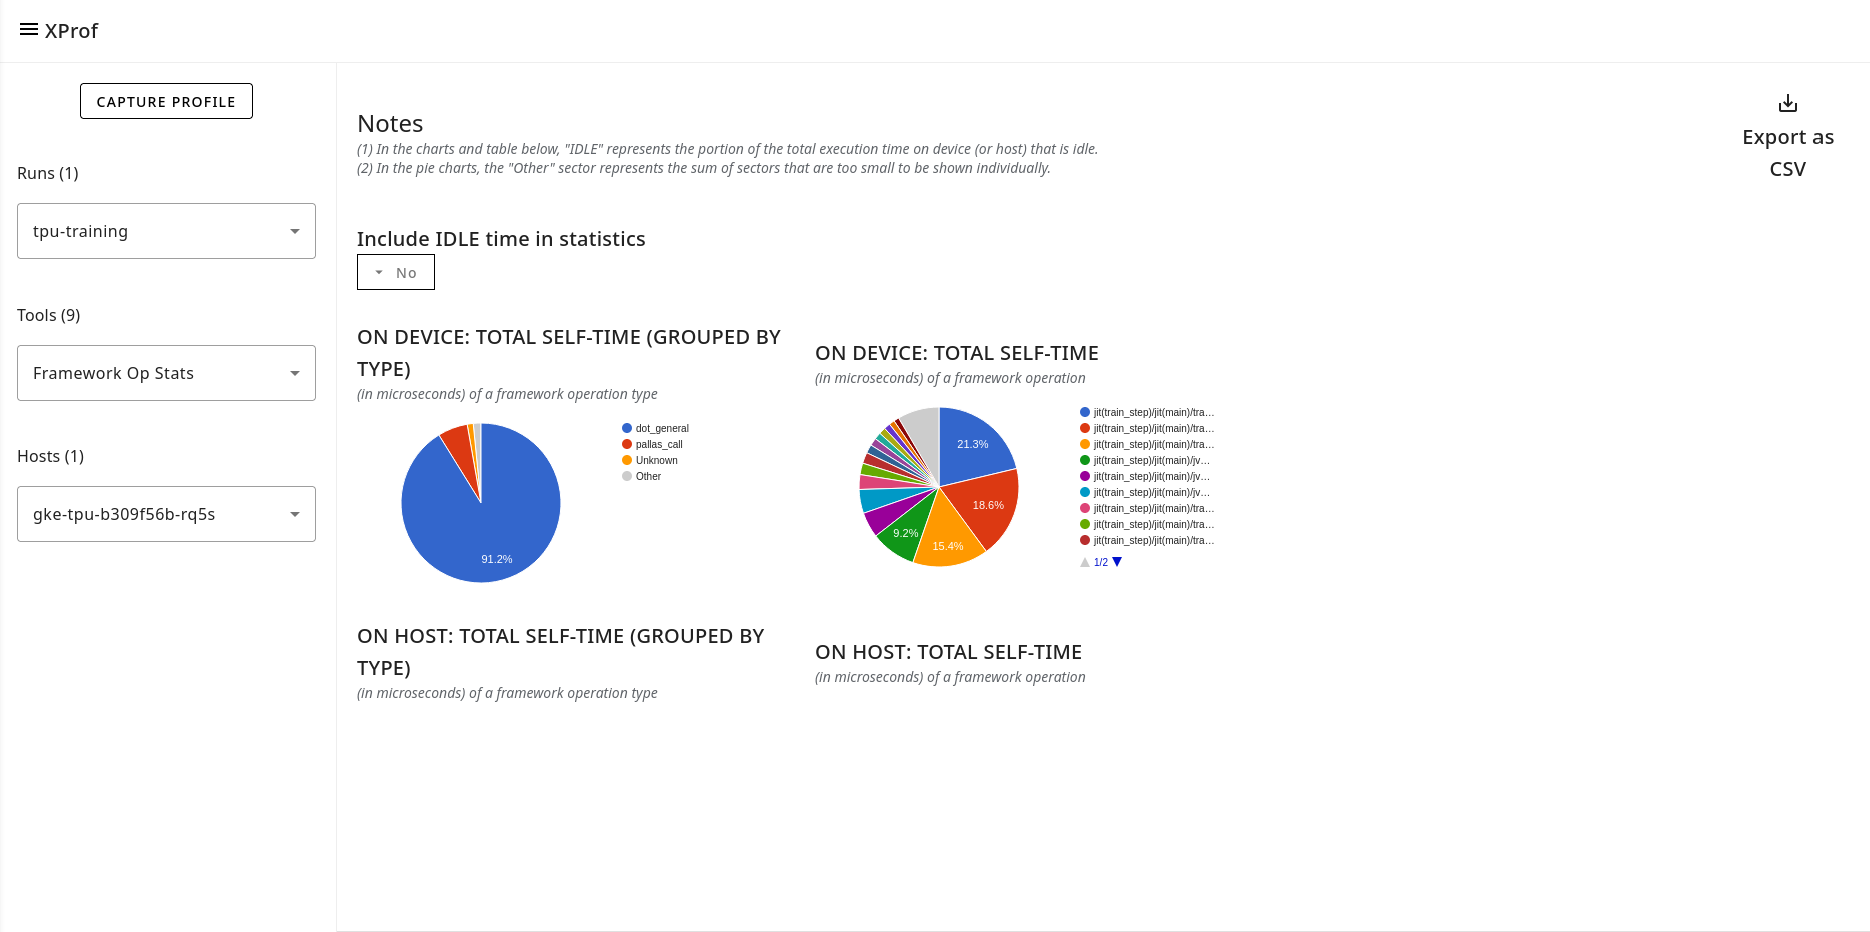 XProf
CAPTURE PROFILE
Runs (1)
tpu-training
Tools (9)
Framework Op Stats
Hosts (1)
gke-tpu-b309f56b-rq5s
Notes
(1) In the charts and table below, "IDLE" represents the portion of the total execution time on device (or host) that is idle.
(2) In the pie charts, the "Other" sector represents the sum of sectors that are too small to be shown individually.
Export as
CSV
Include IDLE time in statistics
No
ON DEVICE: TOTAL SELF-TIME (GROUPED BY
TYPE)
(in microseconds) of a framework operation type
91.2%
dot_general
pallas_call
Unknown
Other
ON DEVICE: TOTAL SELF-TIME
(in microseconds) of a framework operation
21.3%
18.6%
15.4%
9.2%
jit(train_step)/jit(main)/tra…
jit(train_step)/jit(main)/tra…
jit(train_step)/jit(main)/tra…
jit(train_step)/jit(main)/jv…
jit(train_step)/jit(main)/jv…
jit(train_step)/jit(main)/jv…
jit(train_step)/jit(main)/tra…
jit(train_step)/jit(main)/tra…
jit(train_step)/jit(main)/tra…
1/2
ON HOST: TOTAL SELF-TIME (GROUPED BY
TYPE)
(in microseconds) of a framework operation type
ON HOST: TOTAL SELF-TIME
(in microseconds) of a framework operation